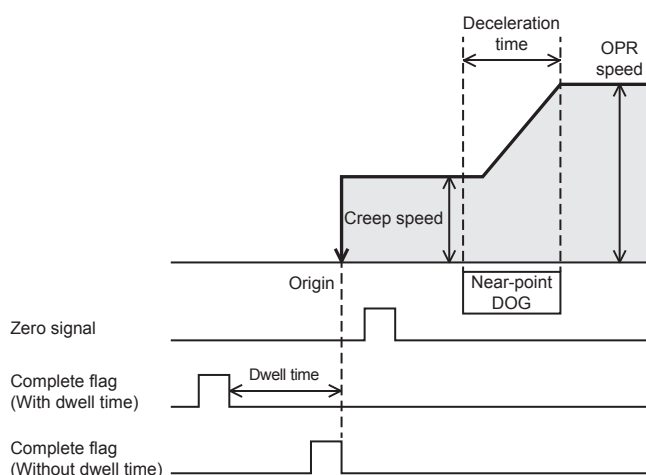 Deceleration
time
OPR
speed
Creep speed
Origin
Near-point
DOG
Zero signal
Complete flag
(With dwell time)
Dwell time
Complete flag
(Without dwell time)